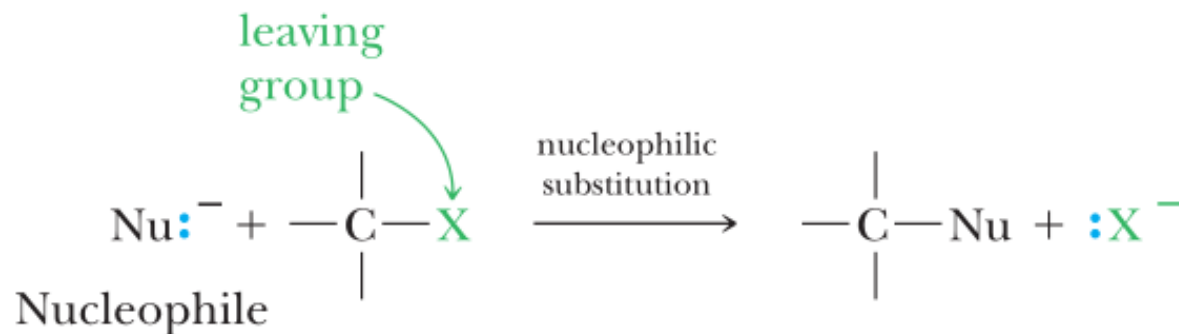 leaving
group
nucleophilic
substitution
Nu:⁻ + —C—X → —C—Nu + :X⁻
Nucleophile